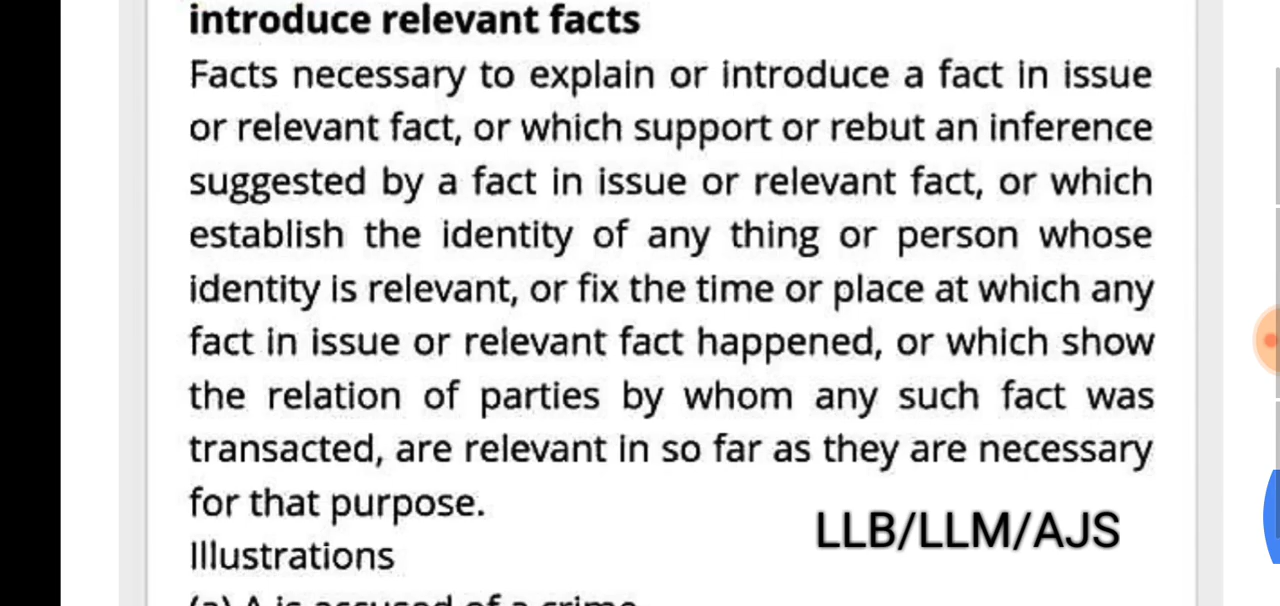 introduce relevant facts
Facts necessary to explain or introduce a fact in issue
or relevant fact, or which support or rebut an inference
suggested by a fact in issue or relevant fact, or which
establish the identity of any thing or person whose
identity is relevant, or fix the time or place at which any
fact in issue or relevant fact happened, or which show
the relation of parties by whom any such fact was
transacted, are relevant in so far as they are necessary
for that purpose.
LLB/LLM/AJS
Illustrations
(a) A is accused of a crime